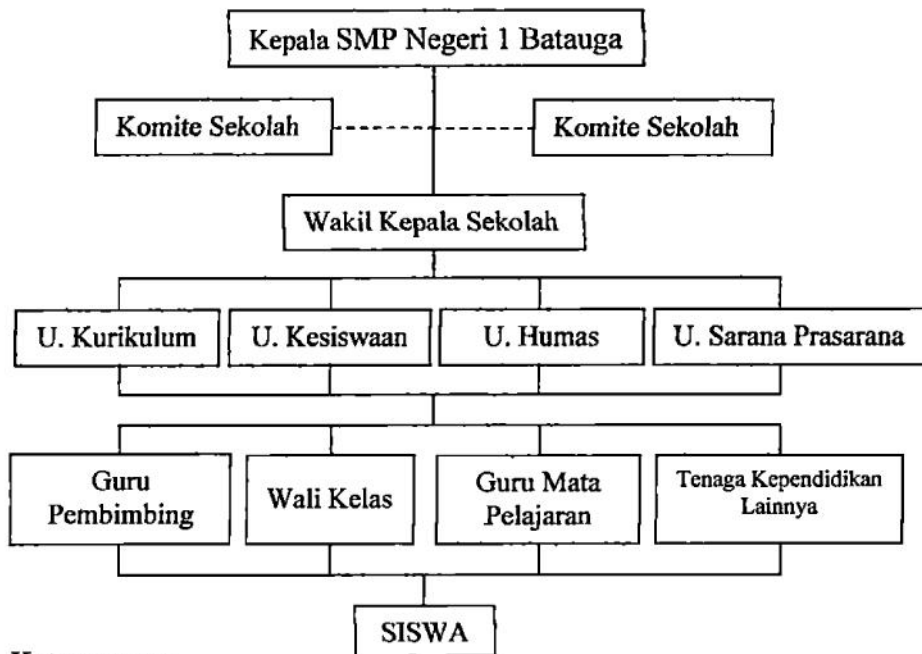 Kepala SMP Negeri 1 Batauga
Komite Sekolah
Komite Sekolah
Wakil Kepala Sekolah
U. Kurikulum
U. Kesiswaan
U. Humas
U. Sarana Prasarana
Guru
Pembimbing
Wali Kelas
Guru Mata
Pelajaran
Tenaga Kependidikan
Lainnya
SISWA